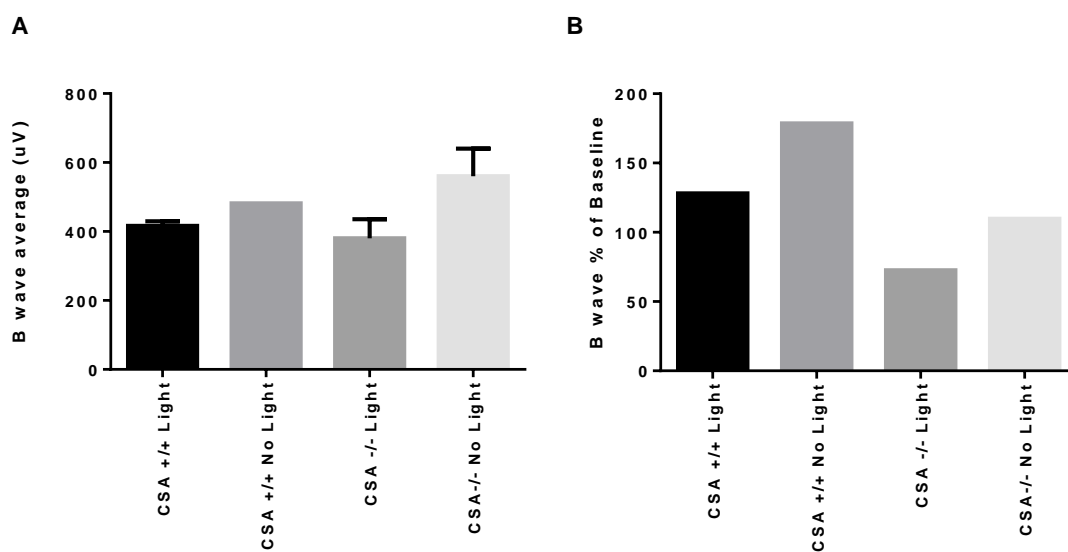 A
B wave average (uV)
800
600
400
200
0
CSA +/+ Light
CSA +/+ No Light
CSA -/- Light
CSA-/- No Light
B
B wave % of Baseline
200
150
100
50
0
CSA +/+ Light
CSA +/+ No Light
CSA -/- Light
CSA-/- No Light